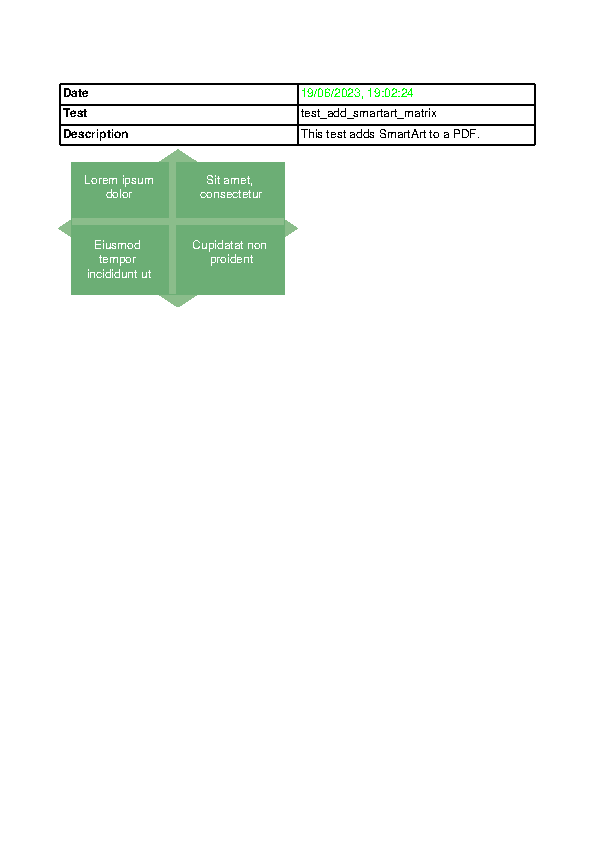 Date 19/06/2023, 19:02:24
Test test_add_smartart_matrix
Description This test adds SmartArt to a PDF.
Lorem ipsum
dolor
Sit amet,
consectetur
Eiusmod
tempor
incididunt ut
Cupidatat non
proident